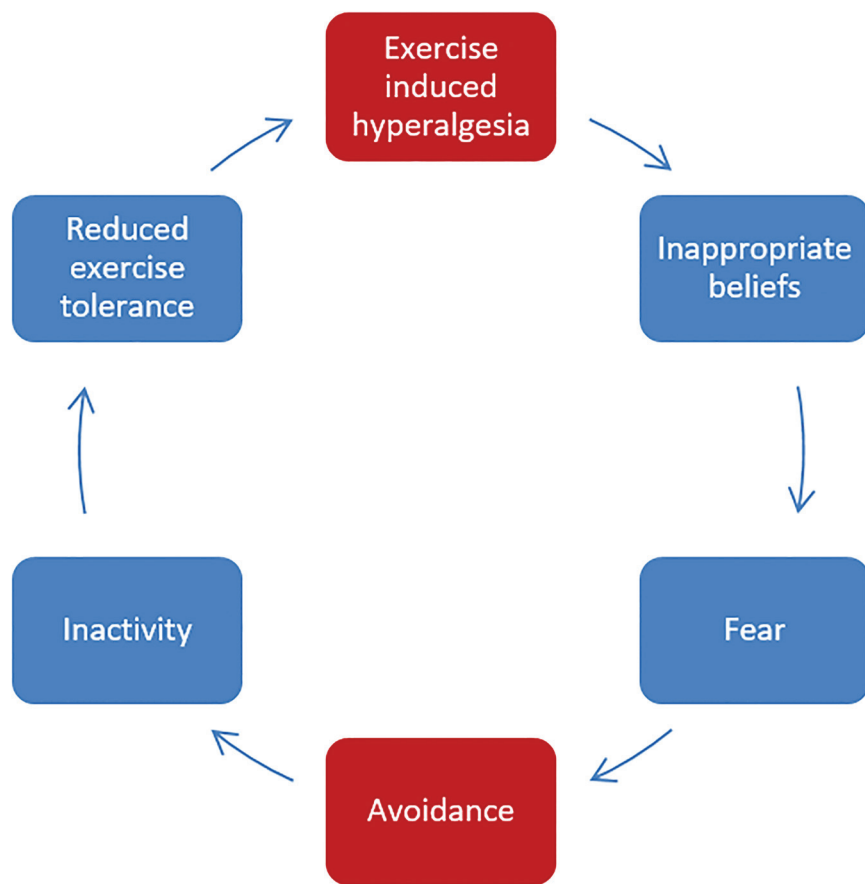 Exercise
induced
hyperalgesia
Inappropriate
beliefs
Fear
Avoidance
Inactivity
Reduced
exercise
tolerance